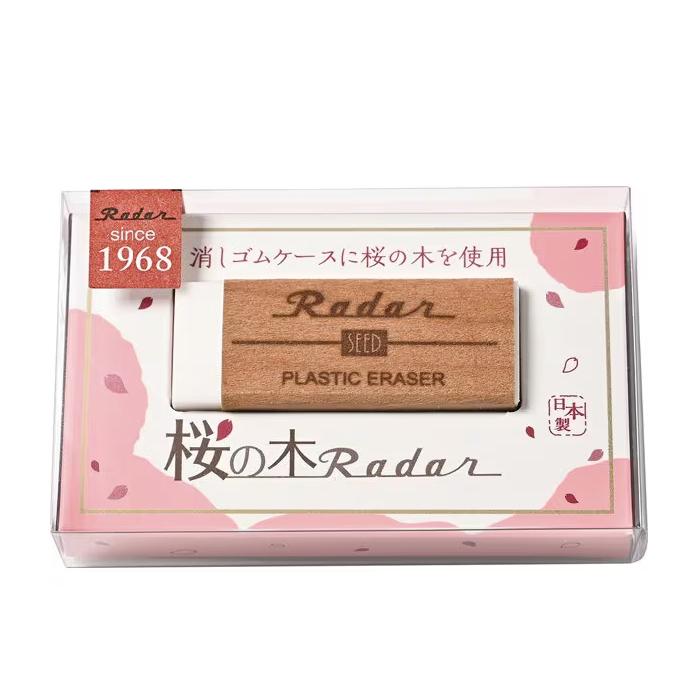 Radar
since
1968
消しゴムケースに桜の木を使用
Radar
SEED
PLASTIC ERASER
日本製
桜の木Radar